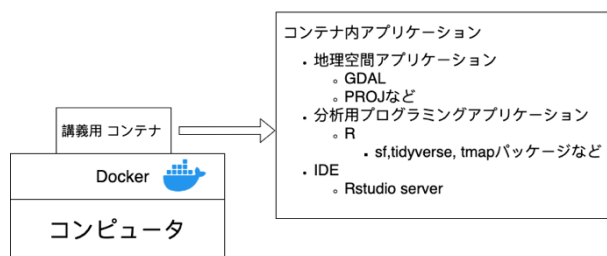 講義用 コンテナ
Docker
コンピュータ
コンテナ内アプリケーション
地理空間アプリケーション
GDAL
PROJなど
分析用プログラミングアプリケーション
R
sf,tidyverse, tmapパッケージなど
IDE
Rstudio server